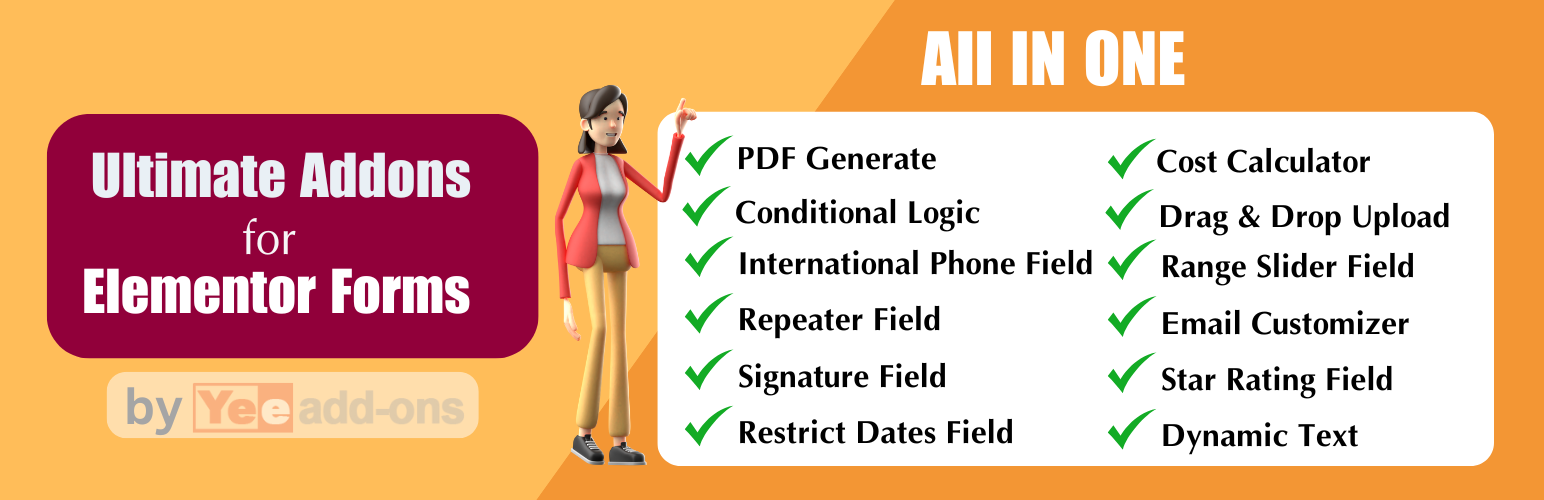 All IN ONE
Ultimate Addons
for
Elementor Forms
by Yee add-ons
PDF Generate
Conditional Logic
International Phone Field
Repeater Field
Signature Field
Restrict Dates Field
Cost Calculator
Drag & Drop Upload
Range Slider Field
Email Customizer
Star Rating Field
Dynamic Text